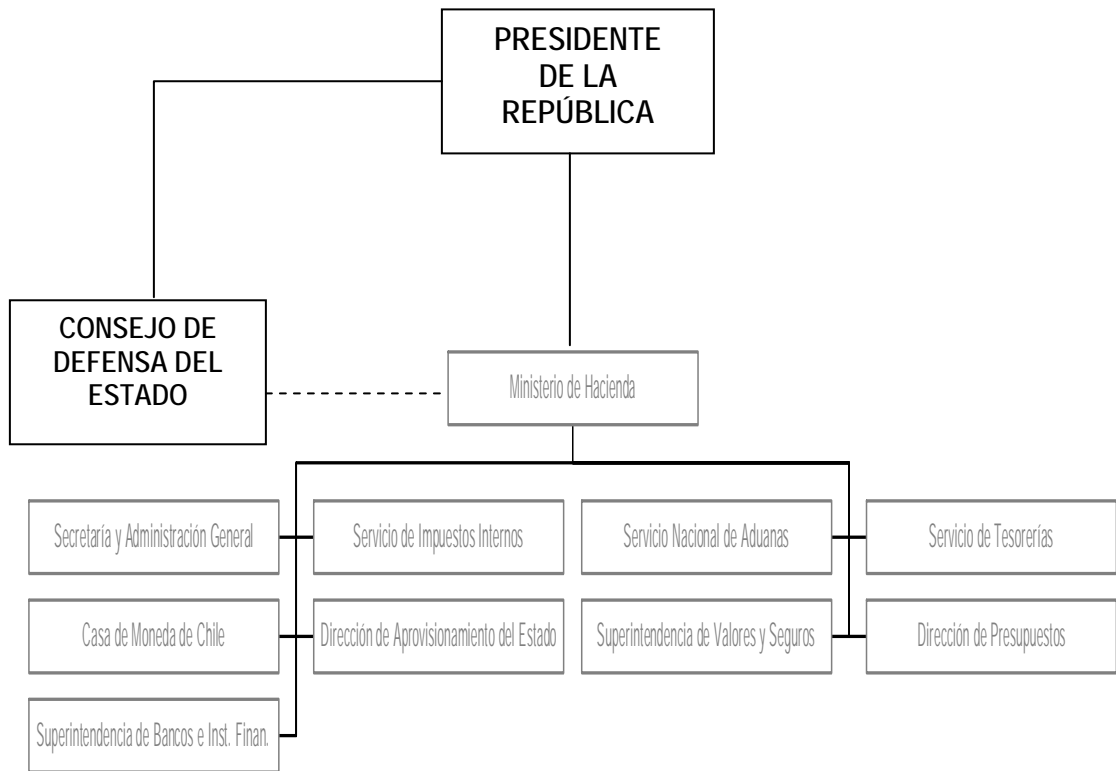 PRESIDENTE
DE LA
REPÚBLICA
CONSEJO DE
DEFENSA DEL
ESTADO
Ministerio de Hacienda
Secretaría y Administración General
Servicio de Impuestos Internos
Servicio Nacional de Aduanas
Servicio de Tesorerías
Casa de Moneda de Chile
Dirección de Aprovisionamiento del Estado
Superintendencia de Valores y Seguros
Dirección de Presupuestos
Superintendencia de Bancos e Inst. Finan.